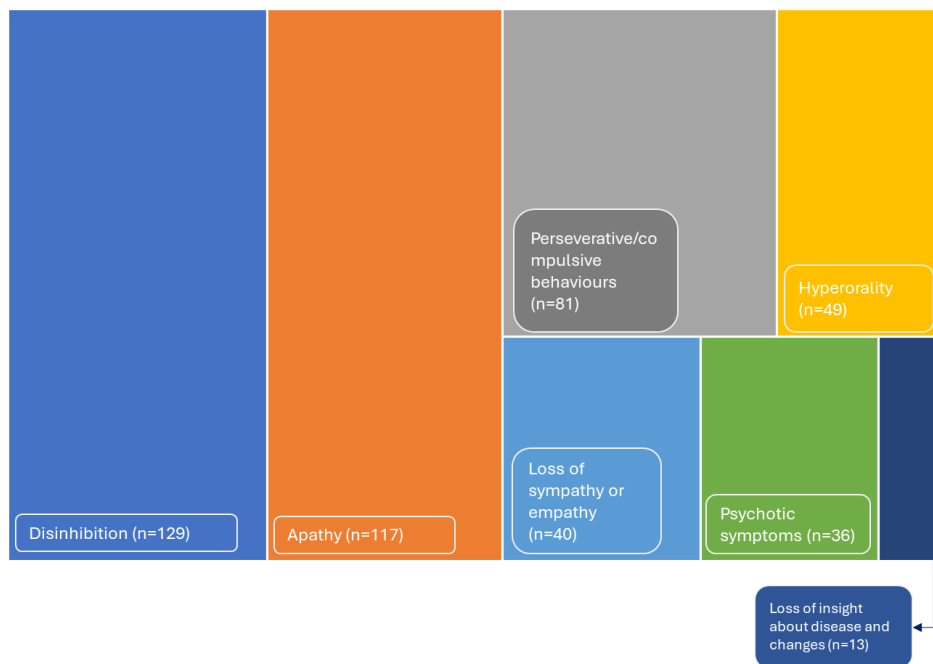 Perseverative/co
mpulsive
behaviours
(n=81)
Hyperorality
(n=49)
Disinhibition (n=129)
Apathy (n=117)
Loss of
sympathy or
empathy
(n=40)
Psychotic
symptoms (n=36)
Loss of insight
about disease and
changes (n=13)